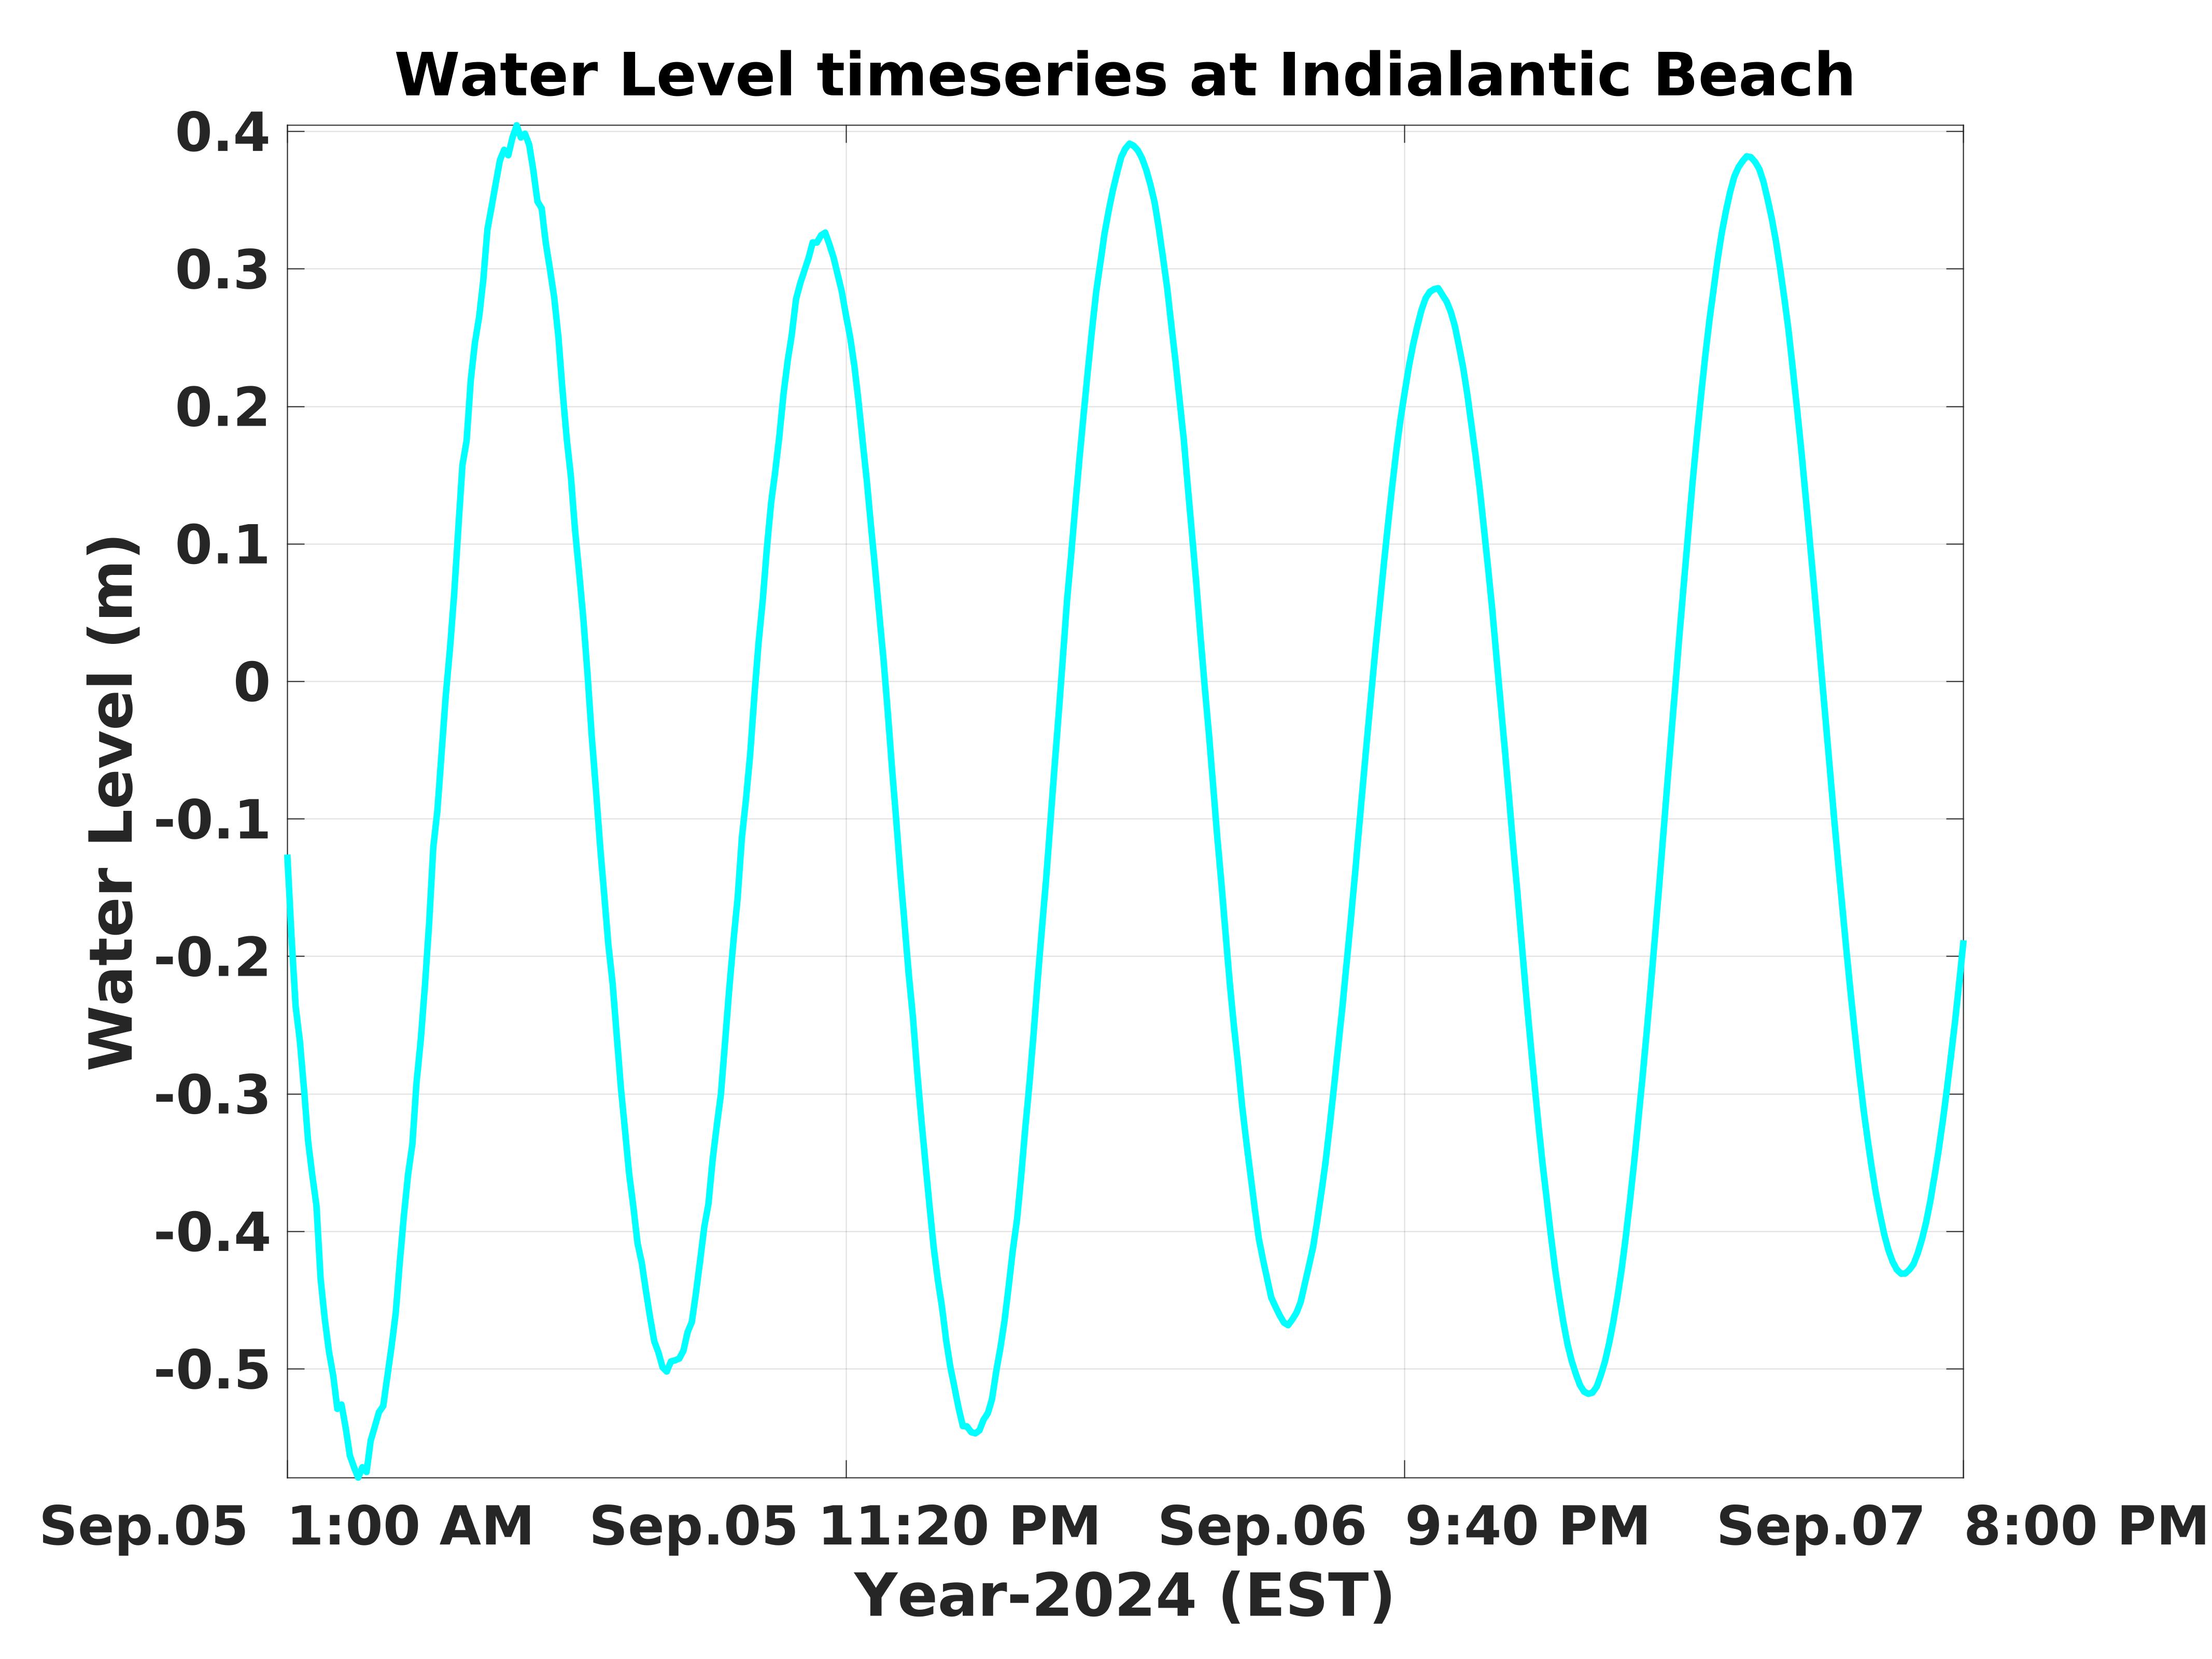 Water Level timeseries at Indialantic Beach
0.4
0.3
0.2
0.1
0
-0.1
-0.2
-0.3
-0.4
-0.5
Water Level (m)
Sep.05 1:00 AM Sep.05 11:20 PM Sep.06 9:40 PM Sep.07 8:00 PM
Year-2024 (EST)